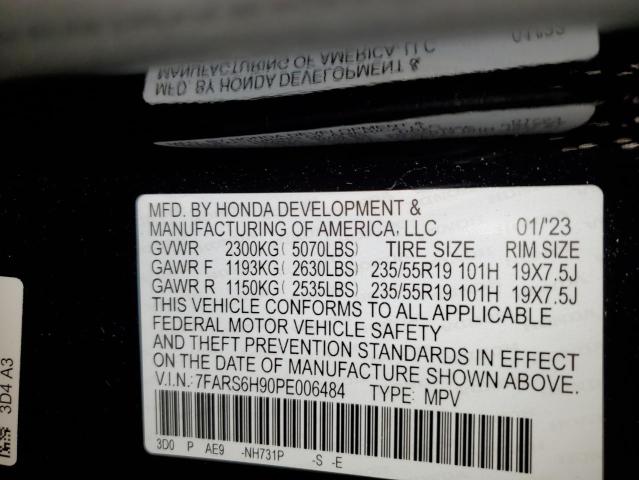 MFD. BY HONDA DEVELOPMENT &
MANUFACTURING OF AMERICA, LLC 01/'23
MFD. BY HONDA DEVELOPMENT &
MANUFACTURING OF AMERICA, LLC 01/'23
GVWR 2300KG( 5070LBS) TIRE SIZE RIM SIZE
GAWR F 1193KG( 2630LBS) 235/55R19 101H 19X7.5J
GAWR R 1150KG( 2535LBS) 235/55R19 101H 19X7.5J
THIS VEHICLE CONFORMS TO ALL APPLICABLE
FEDERAL MOTOR VEHICLE SAFETY
AND THEFT PREVENTION STANDARDS IN EFFECT
ON THE DATE OF MANUFACTURE SHOWN ABOVE.
V.I.N.:7FARS6H90PE006484 TYPE: MPV
3D0 P AE9 -NH731P -S -E
3D4 A3